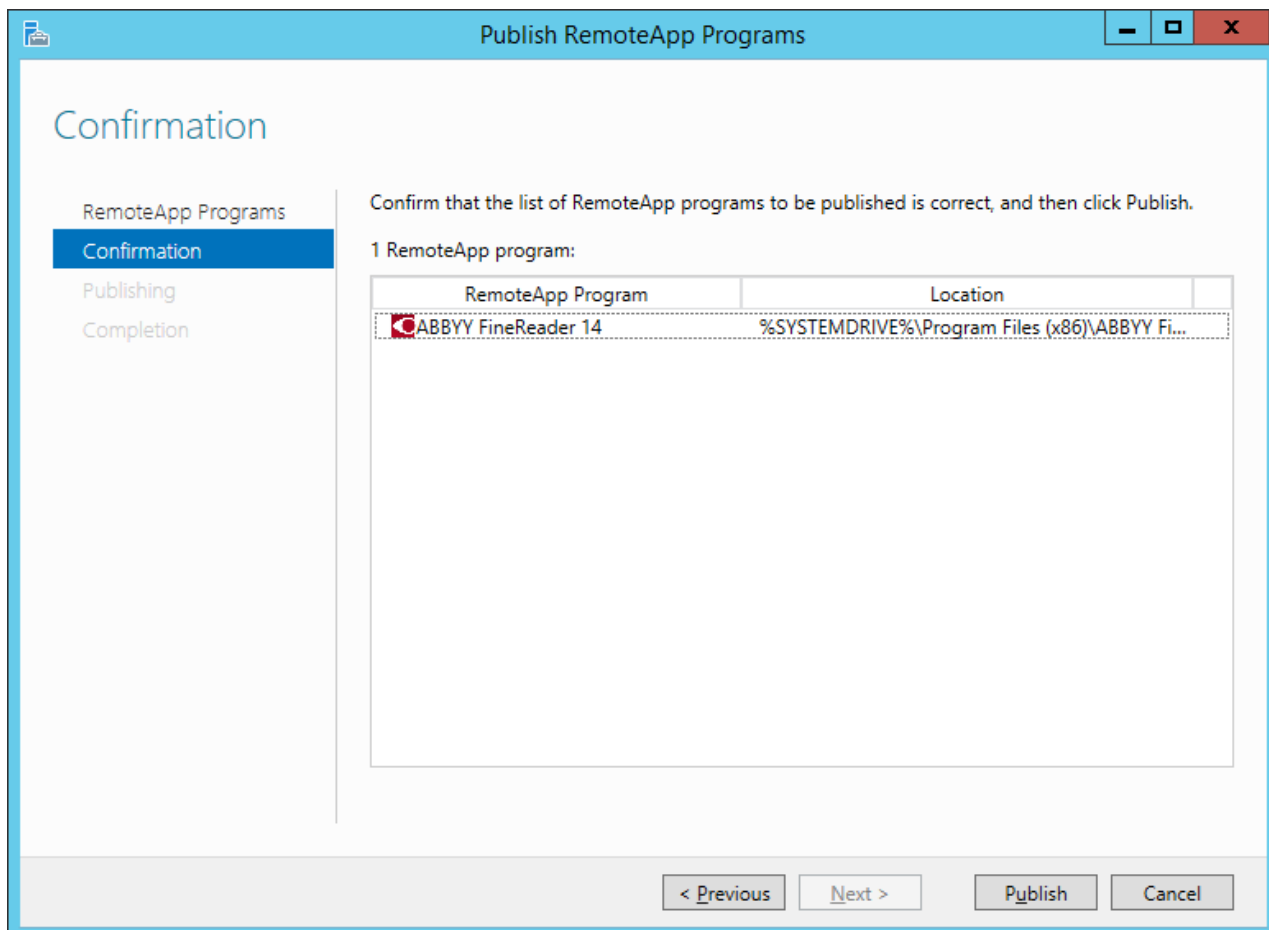 Publish RemoteApp Programs
Confirmation
RemoteApp Programs
Confirmation
Publishing
Completion
Confirm that the list of RemoteApp programs to be published is correct, and then click Publish.
1 RemoteApp program:
RemoteApp Program Location
ABBYY FineReader 14 %SYSTEMDRIVE%\Program Files (x86)\ABBYY Fi...
< Previous Next > Publish Cancel